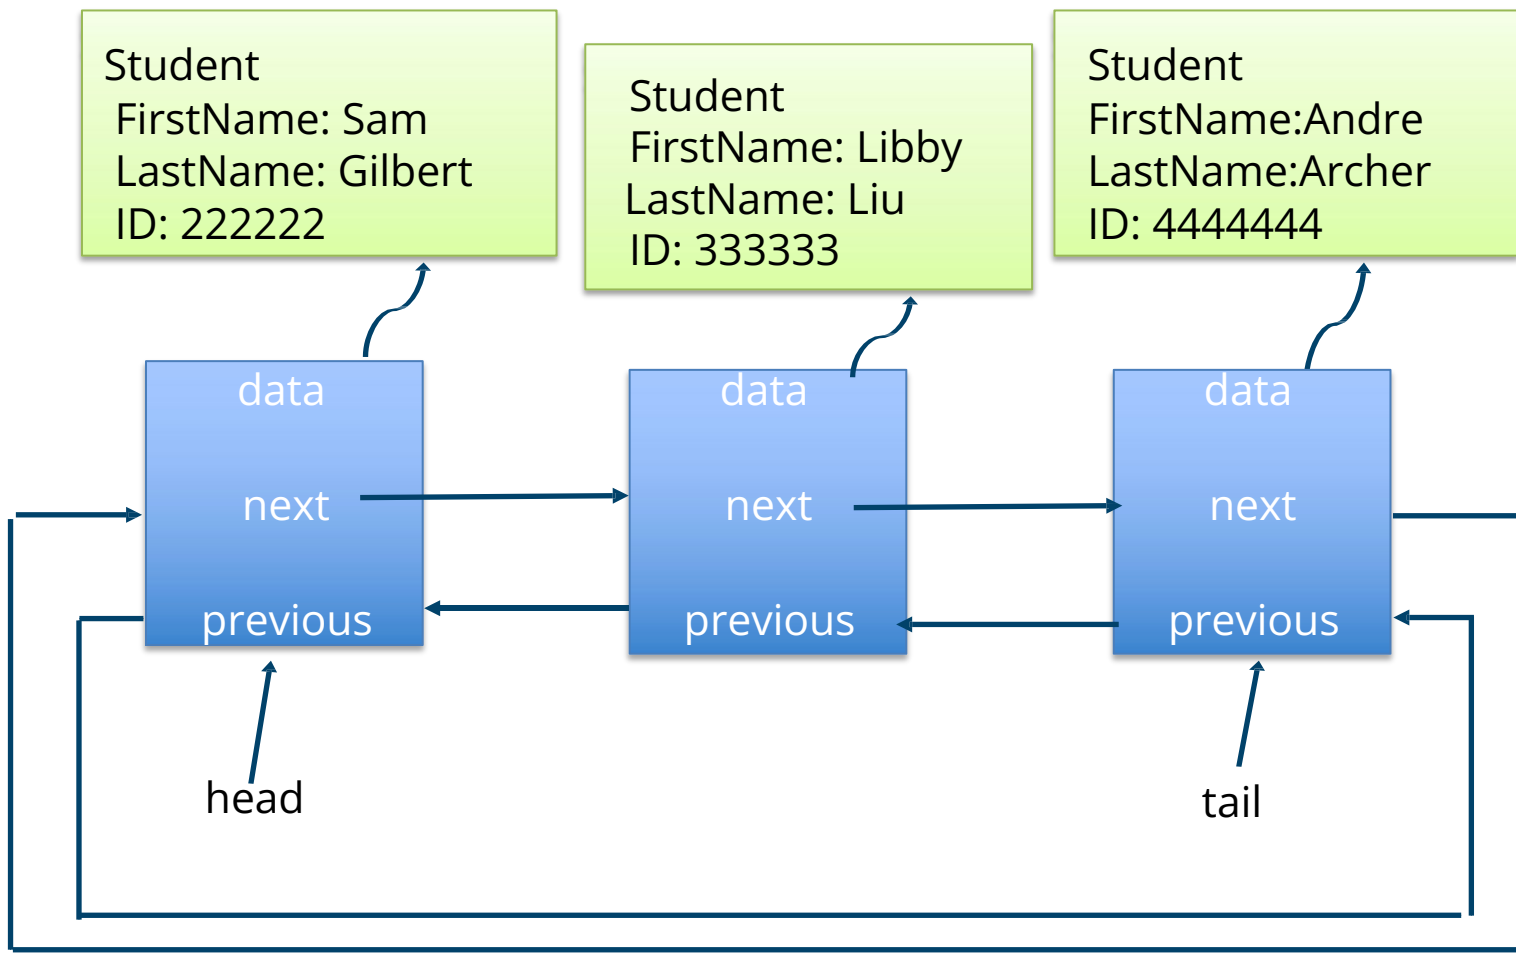 Student
FirstName: Sam
LastName: Gilbert
ID: 222222
Student
FirstName: Libby
LastName: Liu
ID: 333333
Student
FirstName:Andre
LastName:Archer
ID: 4444444
data
next
previous
data
next
previous
data
next
previous
head
tail